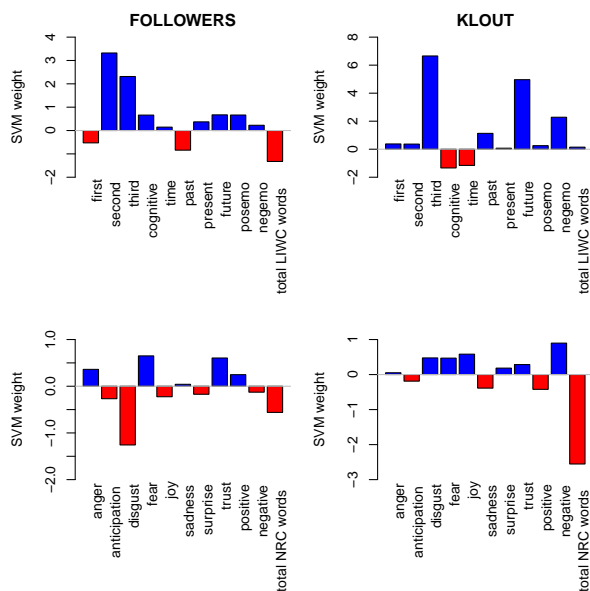 FOLLOWERS
SVM weight
−2
0
1
2
3
4
first
second
third
cognitive
time
past
present
future
posemo
negemo
total LIWC words
KLOUT
SVM weight
−2
0
2
4
6
8
first
second
third
cognitive
time
past
present
future
posemo
negemo
total LIWC words
SVM weight
−2.0
−1.0
0.0
1.0
anger
anticipation
disgust
fear
joy
sadness
surprise
trust
positive
negative
total NRC words
SVM weight
−3
−2
−1
0
1
anger
anticipation
disgust
fear
joy
sadness
surprise
trust
positive
negative
total NRC words